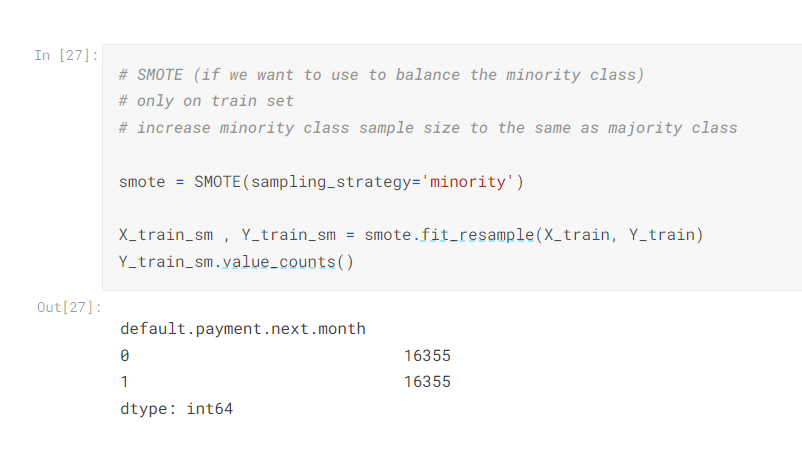 In [27]:
# SMOTE (if we want to use to balance the minority class)
# only on train set
# increase minority class sample size to the same as majority class
smote = SMOTE(sampling_strategy='minority')
X_train_sm , Y_train_sm = smote.fit_resample(X_train, Y_train)
Y_train_sm.value_counts()
Out[27]:
default.payment.next.month
0 16355
1 16355
dtype: int64